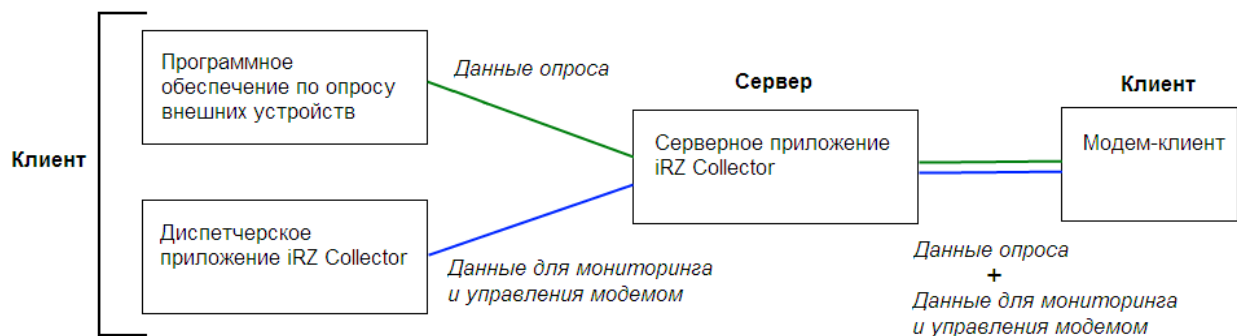 Клиент
Программное
обеспечение по опросу
внешних устройств
Диспетчерское
приложение iRZ Collector
Данные опроса
Данные для мониторинга
и управления модемом
Сервер
Серверное приложение
iRZ Collector
Клиент
Модем-клиент
Данные опроса
+
Данные для мониторинга
и управления модемом